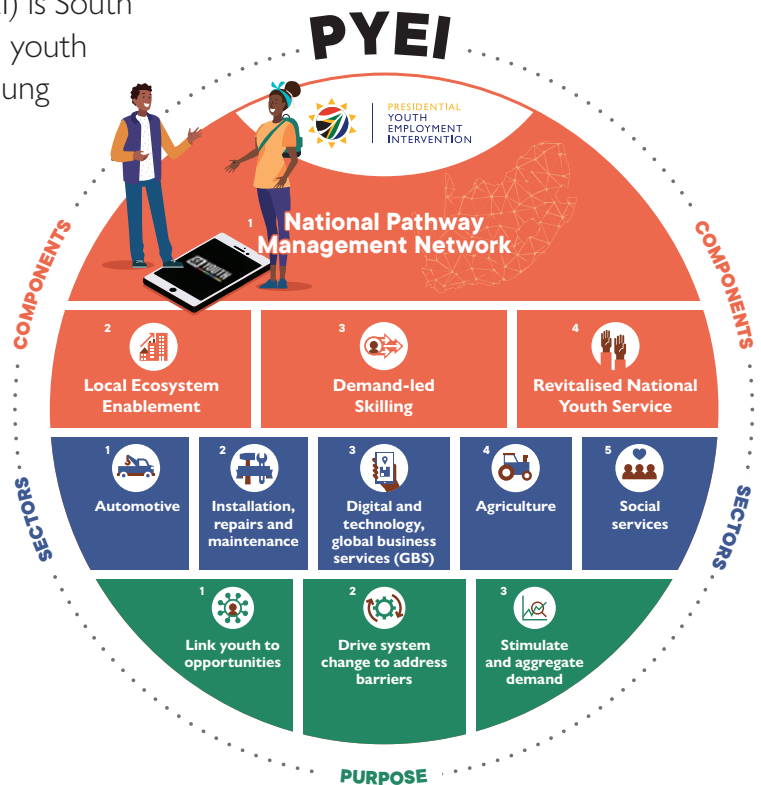 I) is South
youth
ung
PYEI
PRESIDENTIAL
YOUTH
EMPLOYMENT
INTERVENTION
COMPONENTS
COMPONENTS
1
National Pathway
Management Network
YOUTH
2
Local Ecosystem
Enablement
3
Demand-led
Skilling
4
Revitalised National
Youth Service
SECTORS
SECTORS
1
Automotive
2
Installation,
repairs and
maintenance
3
Digital and
technology,
global business
services (GBS)
4
Agriculture
5
Social
services
1
Link youth to
opportunities
2
Drive system
change to address
barriers
3
Stimulate
and aggregate
demand
PURPOSE